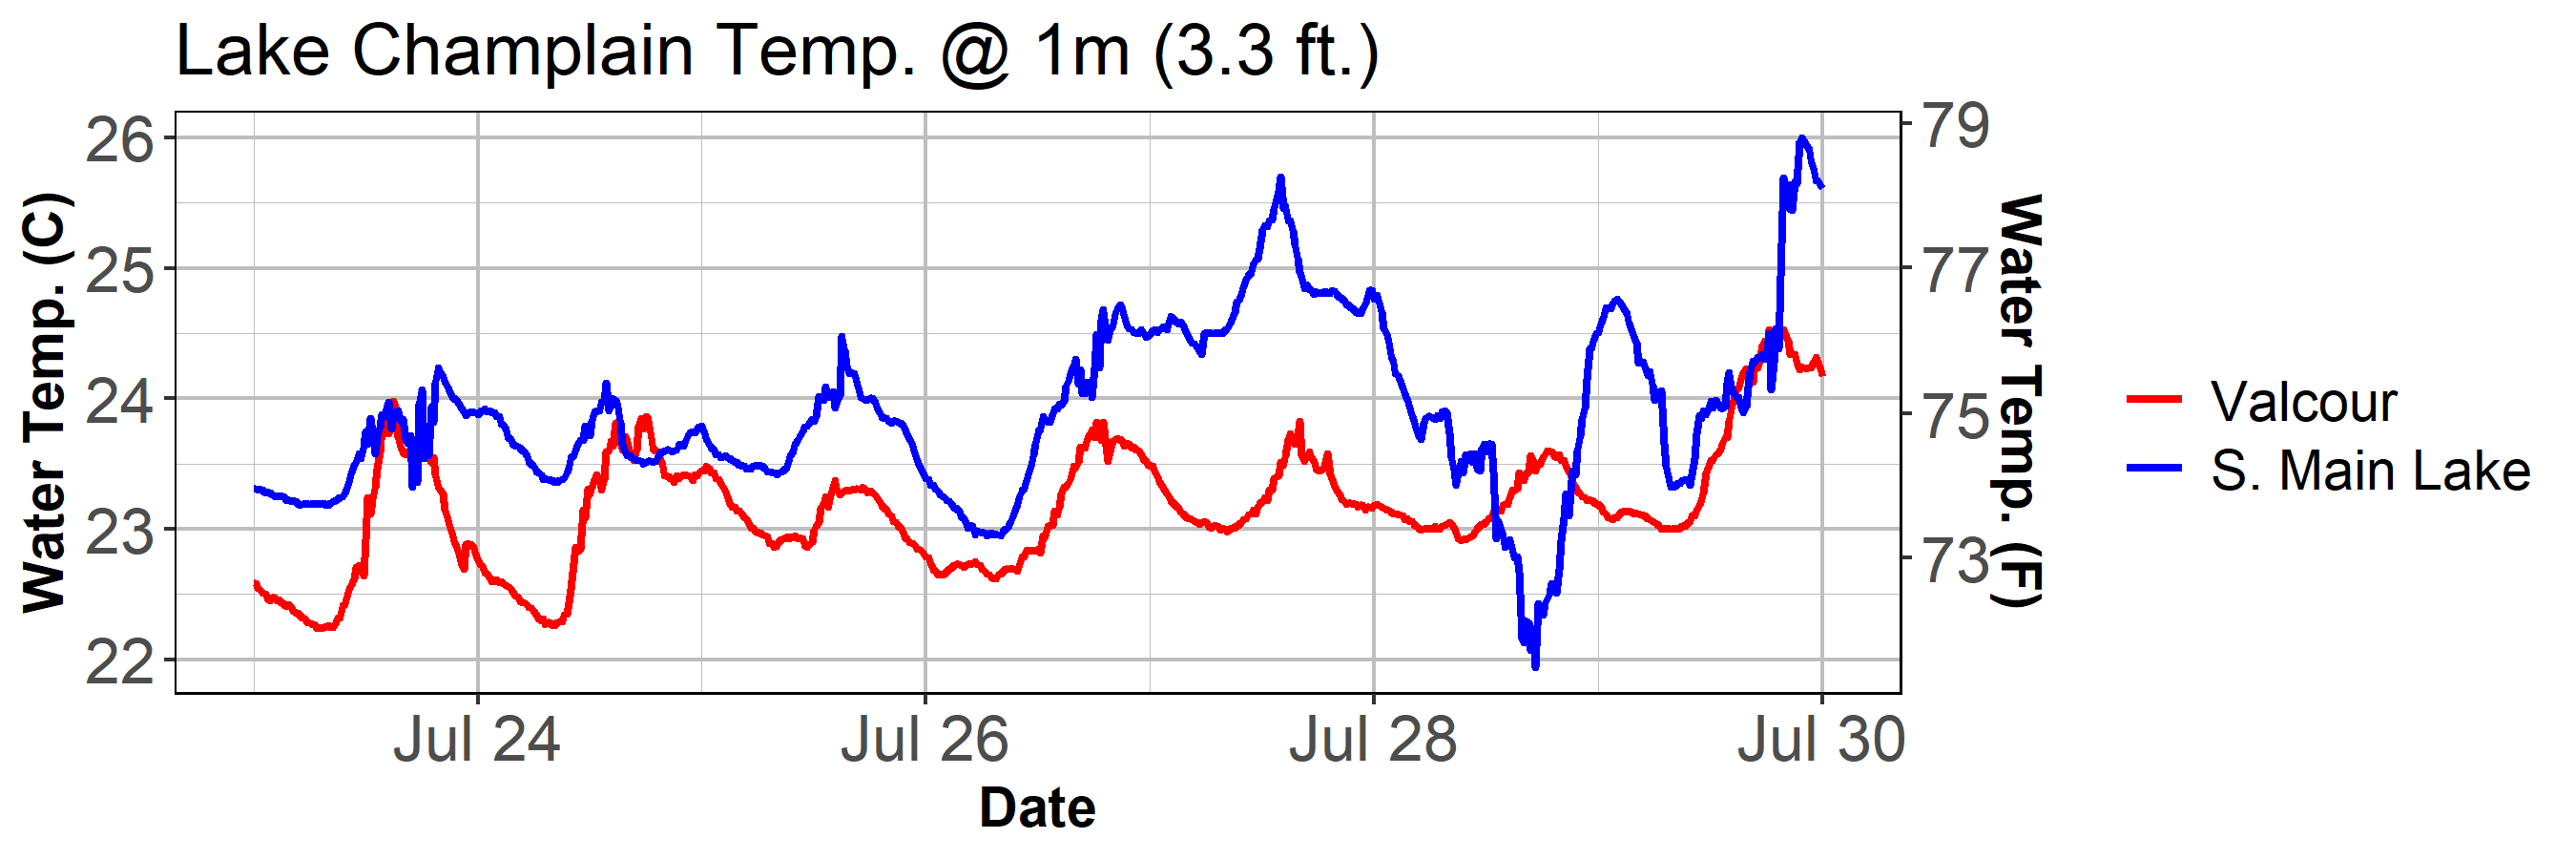 Lake Champlain Temp. @ 1m (3.3 ft.)
Water Temp. (C)
26
25
24
23
22
79
77
75
73
Water Temp. (F)
Jul 24
Jul 26
Jul 28
Jul 30
Date
Valcour
S. Main Lake